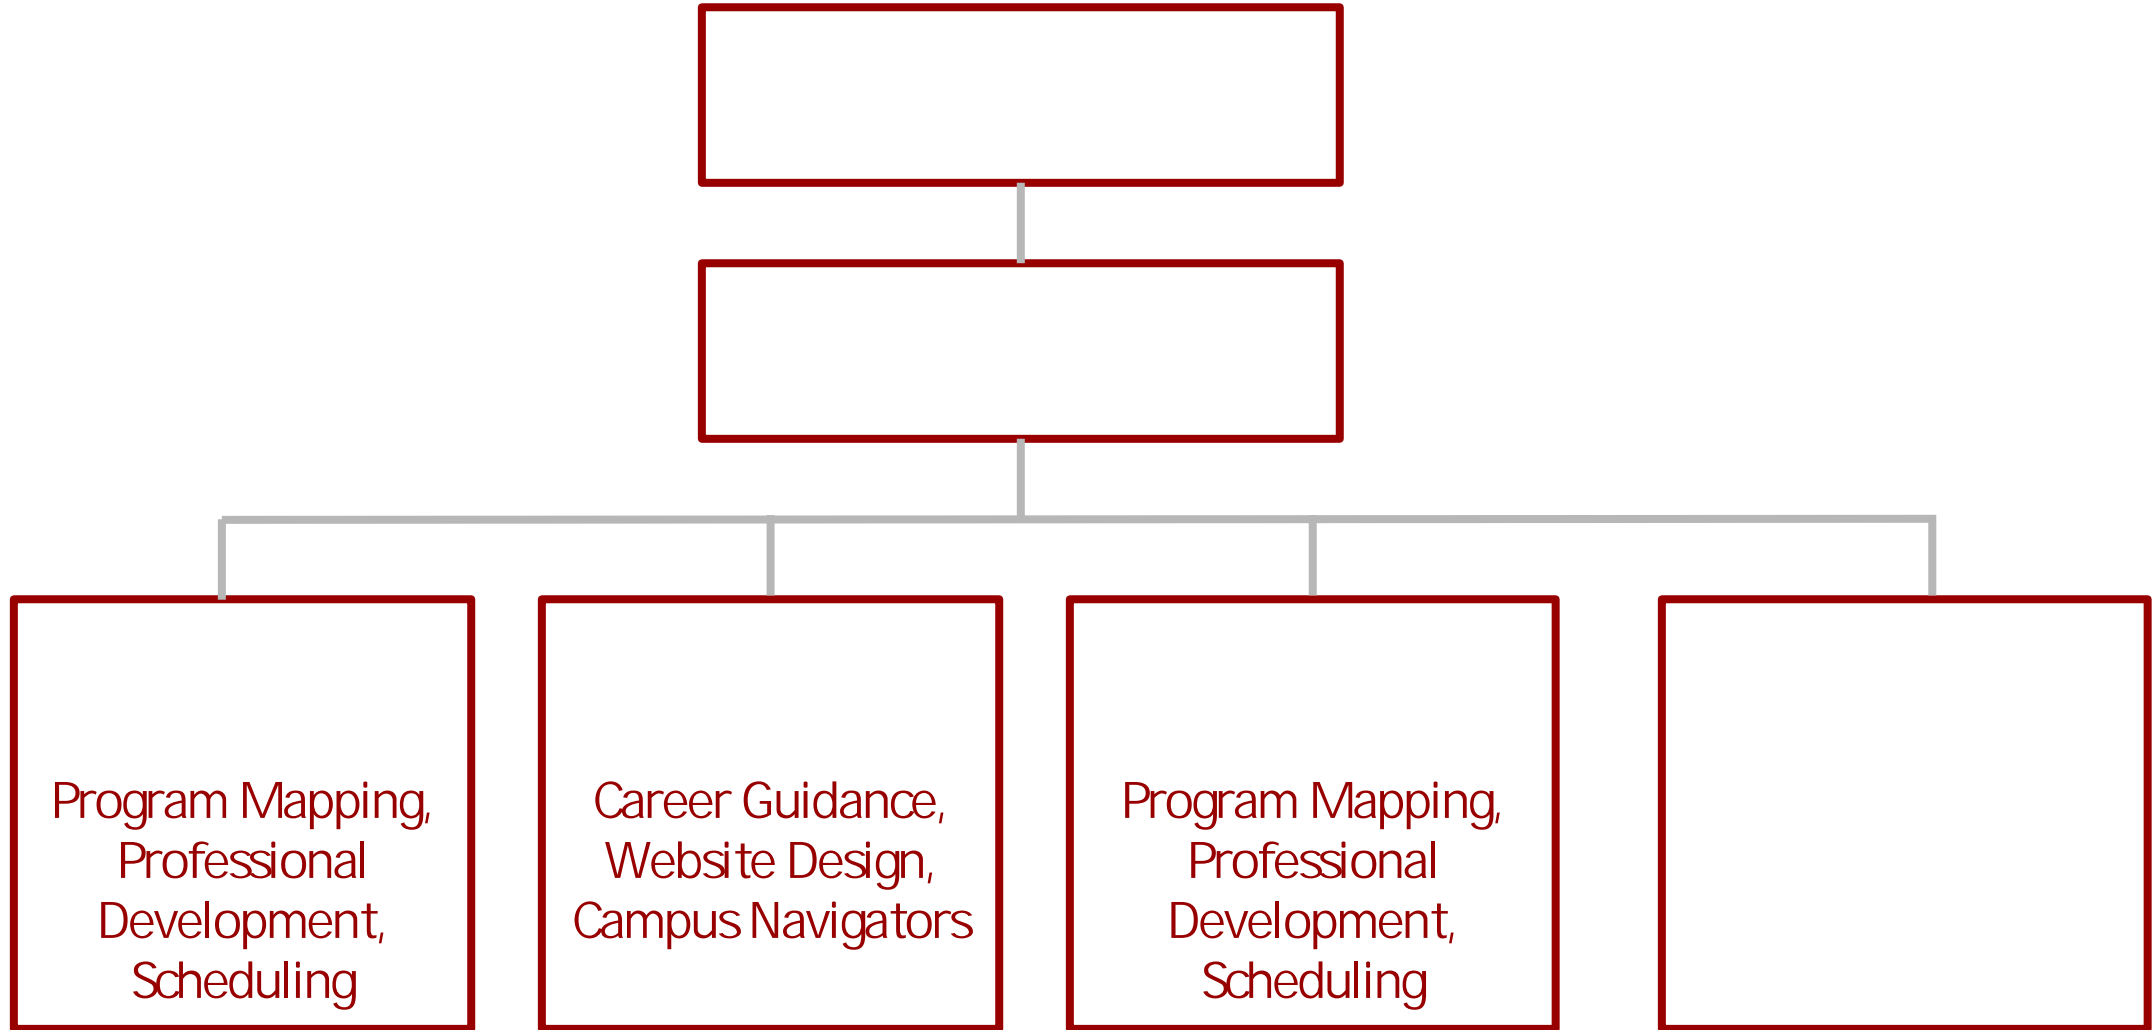 Program Mapping,
Professional
Development,
Scheduling
Career Guidance,
Website Design,
Campus Navigators
Program Mapping,
Professional
Development,
Scheduling